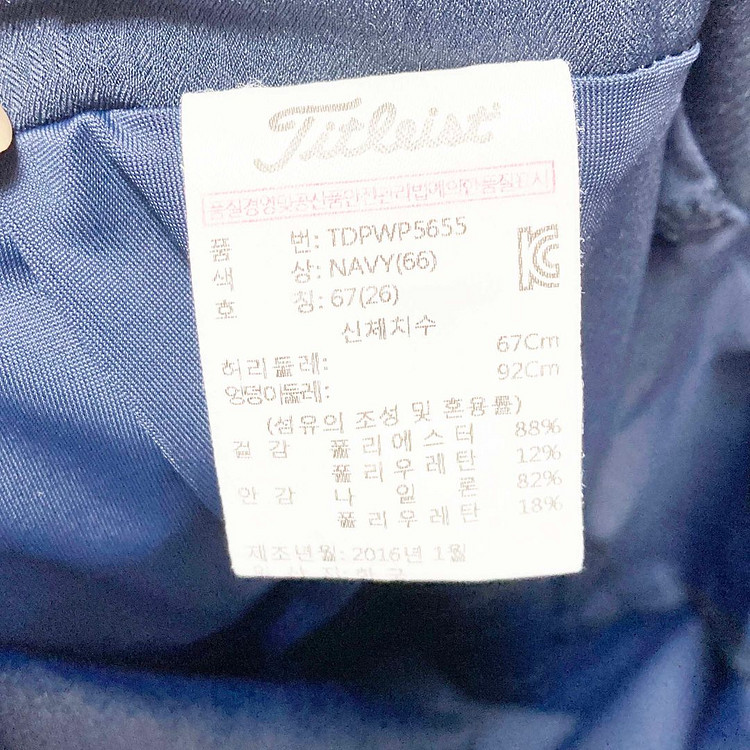 Titleist
품질경영및공산품안전관리법에의한품질표시
품 번: TDPWP5655
색 상: NAVY(66)
호 칭: 67(26)
신체치수
허리둘레: 67Cm
엉덩이둘레: 92Cm
(섬유의 조성 및 혼용률)
겉 감 폴리에스터 88%
폴리우레탄 12%
안 감 나 일 론 82%
폴리우레탄 18%
제조년월: 2016년 1월